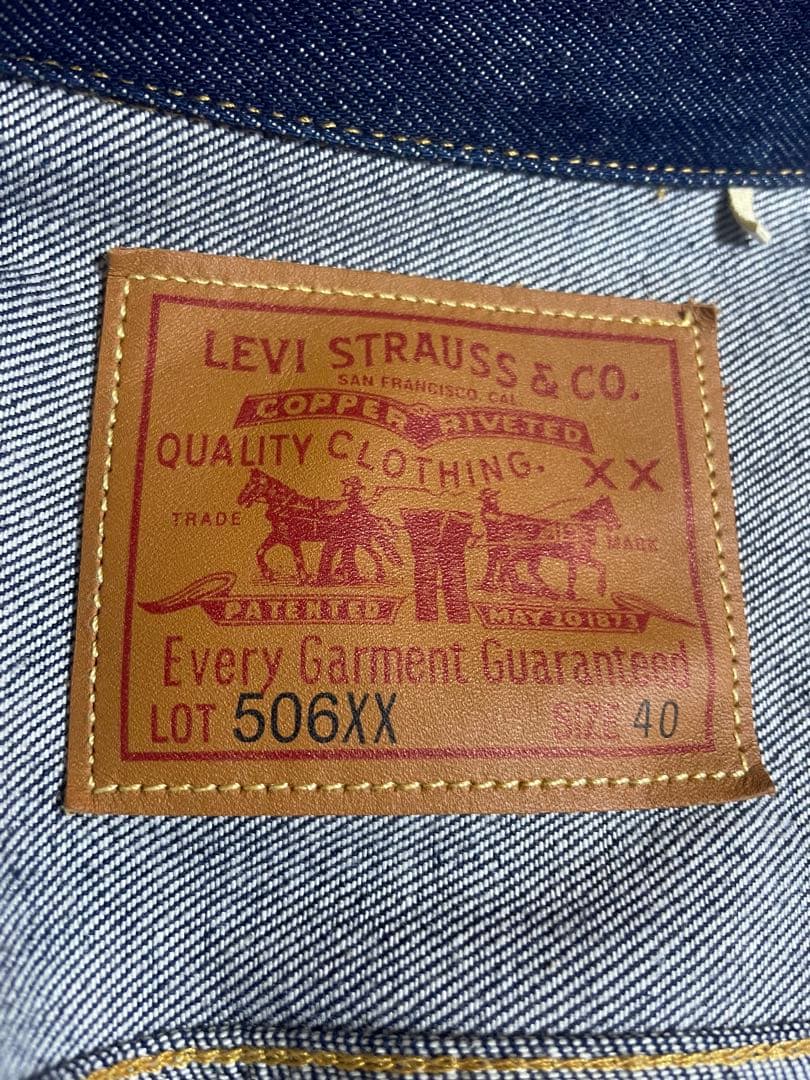 LEVI STRAUSS & CO.
SAN FRANCISCO, CAL.
COPPER RIVETED
QUALITY CLOTHING. XX
TRADE MARK
PATENTED MAY 20 1873
Every Garment Guaranteed
LOT 506XX SIZE 40